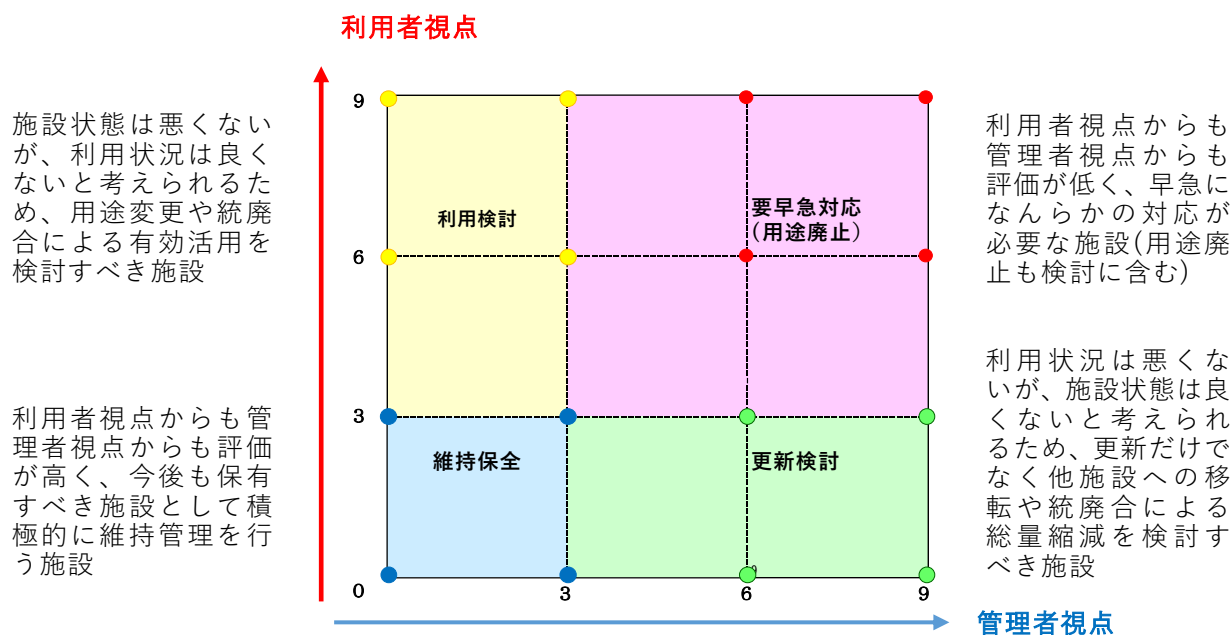 利用者視点
施設状態は悪くない
が、利用状況は良く
ないと考えられるた
め、用途変更や統廃
合による有効活用を
検討すべき施設
利用者視点からも管
理者視点からも評価
が高く、今後も保有
すべき施設として積
極的に維持管理を行
う施設
9
6
3
0
利用検討
要早急対応
(用途廃止)
維持保全
更新検討
3
6
9
9
利用者視点からも
管理者視点からも
評価が低く、早急に
なんらかの対応が
必要な施設(用途廃
止も検討に含む)
利用状況は悪くな
いが、施設状態は良
くないと考えられ
るため、更新だけで
なく他施設への移
転や統廃合による
総量縮減を検討す
べき施設
管理者視点